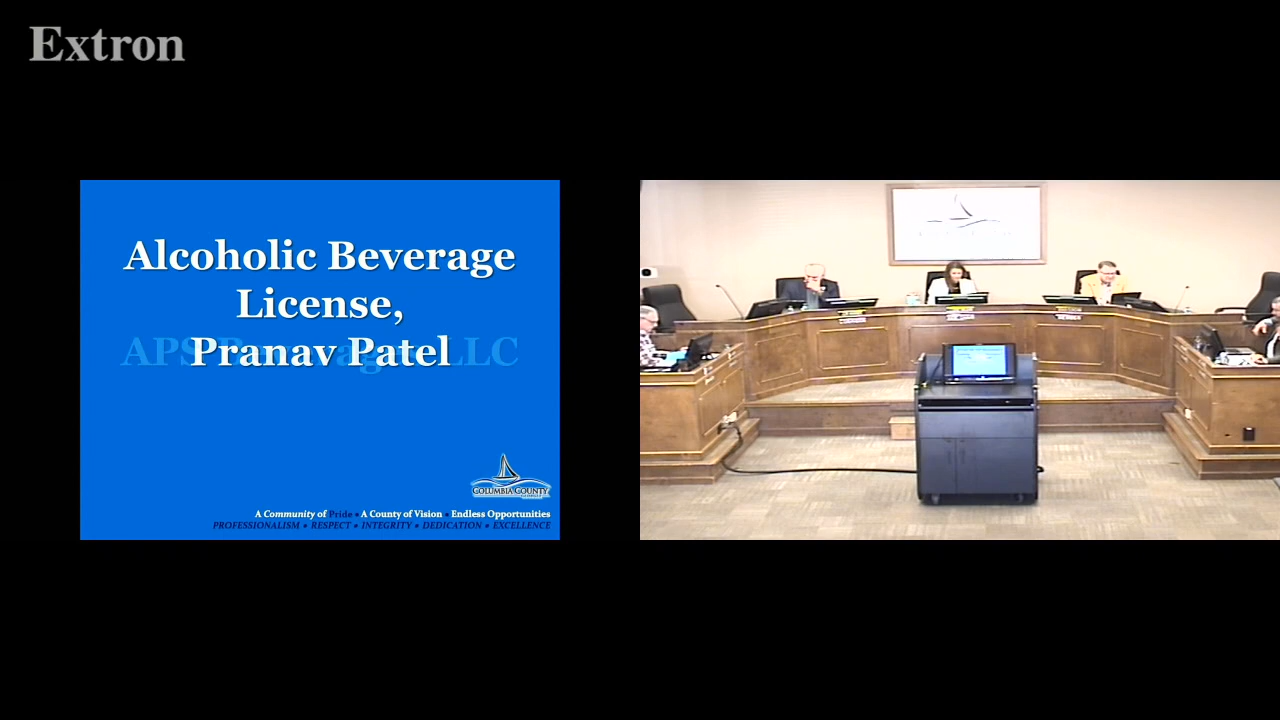 Extron
Alcoholic Beverage
License,
Pranav Patel
COLUMBIA COUNTY
A Community of Pride • A County of Vision • Endless Opportunities
PROFESSIONALISM • RESPECT • INTEGRITY • DEDICATION • EXCELLENCE